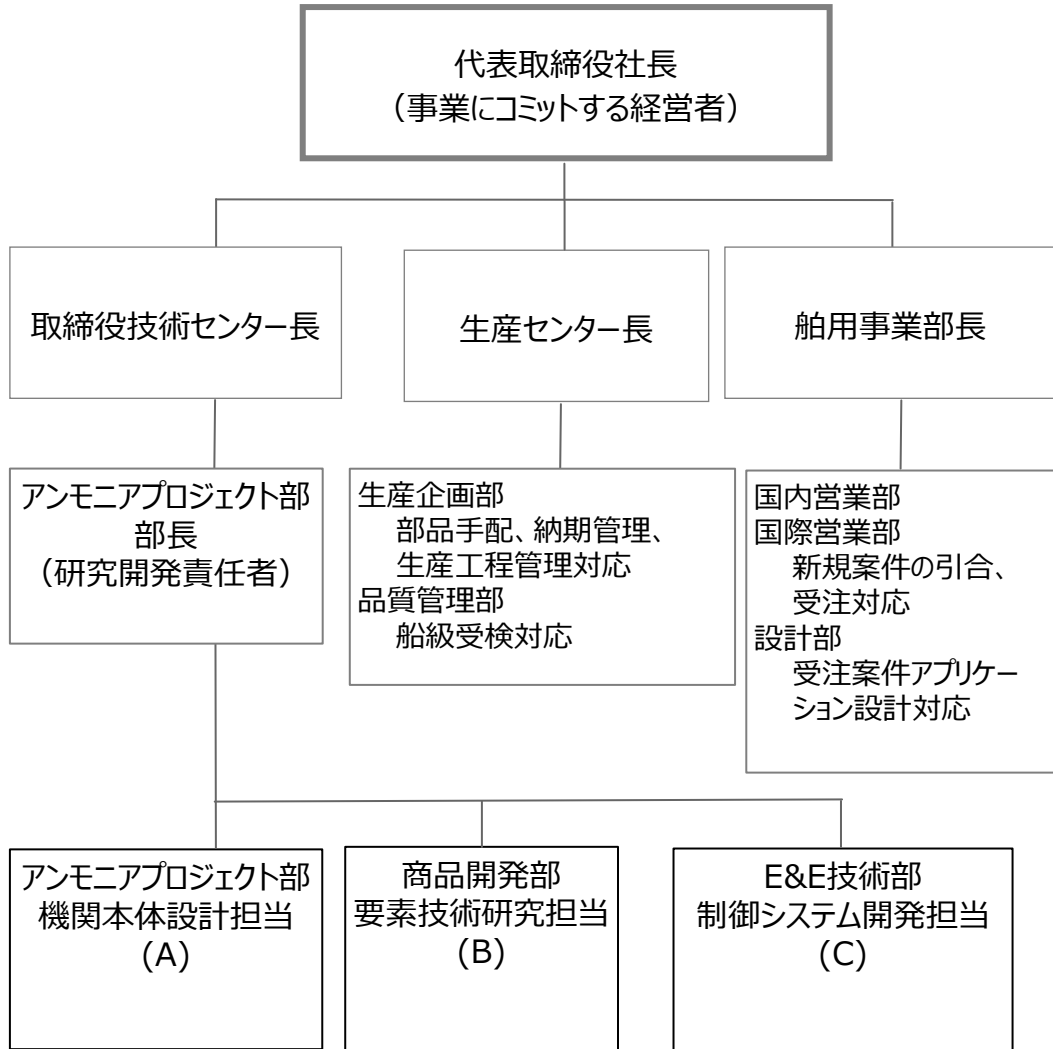 代表取締役社長
（事業にコミットする経営者）
取締役技術センター長
生産センター長
舶用事業部長
アンモニアプロジェクト部
部長
（研究開発責任者）
生産企画部
部品手配、納期管理、
生産工程管理対応
品質管理部
船級受検対応
国内営業部
国際営業部
新規案件の引合、
受注対応
設計部
受注案件アプリケー
ション設計対応
アンモニアプロジェクト部
機関本体設計担当
(A)
商品開発部
要素技術研究担当
(B)
E&E技術部
制御システム開発担当
(C)